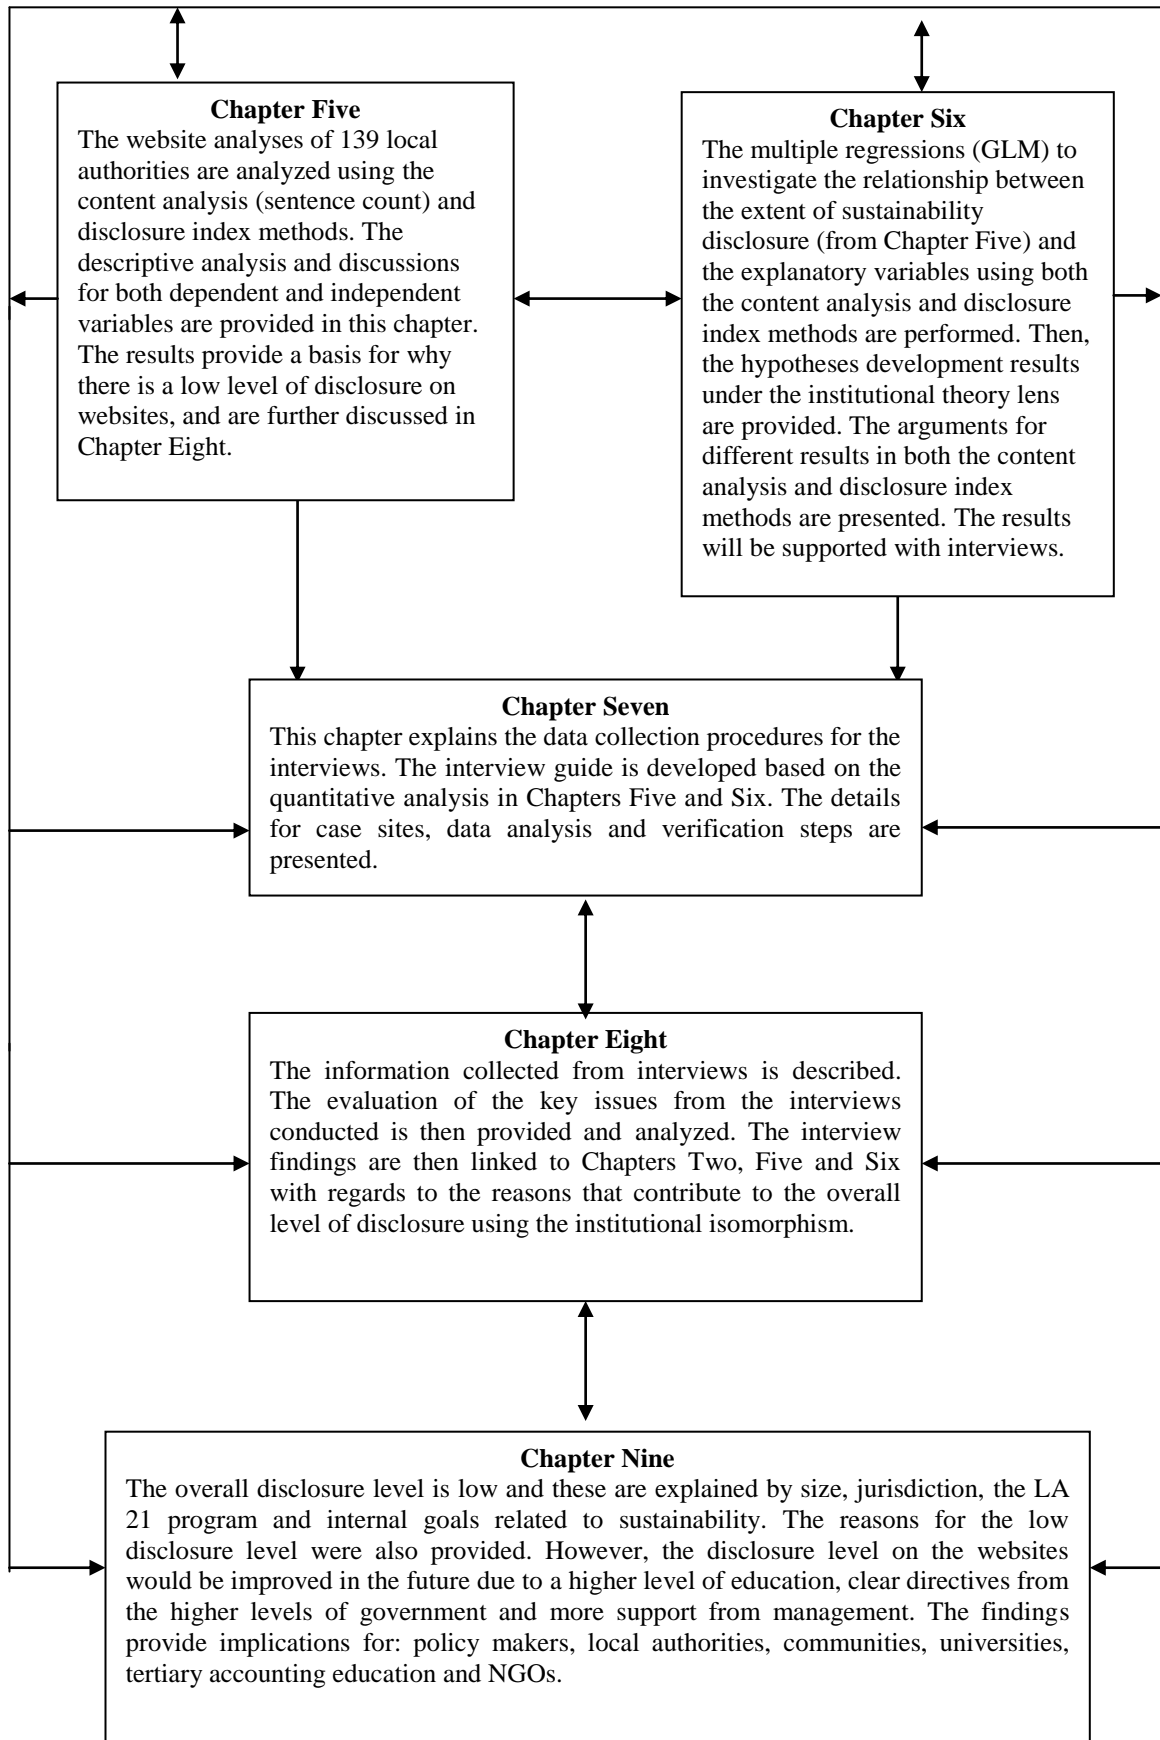 Chapter Five
The website analyses of 139 local
authorities are analyzed using the
content analysis (sentence count) and
disclosure index methods. The
descriptive analysis and discussions
for both dependent and independent
variables are provided in this chapter.
The results provide a basis for why
there is a low level of disclosure on
websites, and are further discussed in
Chapter Eight.
Chapter Six
The multiple regressions (GLM) to
investigate the relationship between
the extent of sustainability
disclosure (from Chapter Five) and
the explanatory variables using both
the content analysis and disclosure
index methods are performed. Then,
the hypotheses development results
under the institutional theory lens
are provided. The arguments for
different results in both the content
analysis and disclosure index
methods are presented. The results
will be supported with interviews.
Chapter Seven
This chapter explains the data collection procedures for the
interviews. The interview guide is developed based on the
quantitative analysis in Chapters Five and Six. The details
for case sites, data analysis and verification steps are
presented.
Chapter Eight
The information collected from interviews is described.
The evaluation of the key issues from the interviews
conducted is then provided and analyzed. The interview
findings are then linked to Chapters Two, Five and Six
with regards to the reasons that contribute to the overall
level of disclosure using the institutional isomorphism.
Chapter Nine
The overall disclosure level is low and these are explained by size, jurisdiction, the LA
21 program and internal goals related to sustainability. The reasons for the low
disclosure level were also provided. However, the disclosure level on the websites
would be improved in the future due to a higher level of education, clear directives from
the higher levels of government and more support from management. The findings
provide implications for: policy makers, local authorities, communities, universities,
tertiary accounting education and NGOs.